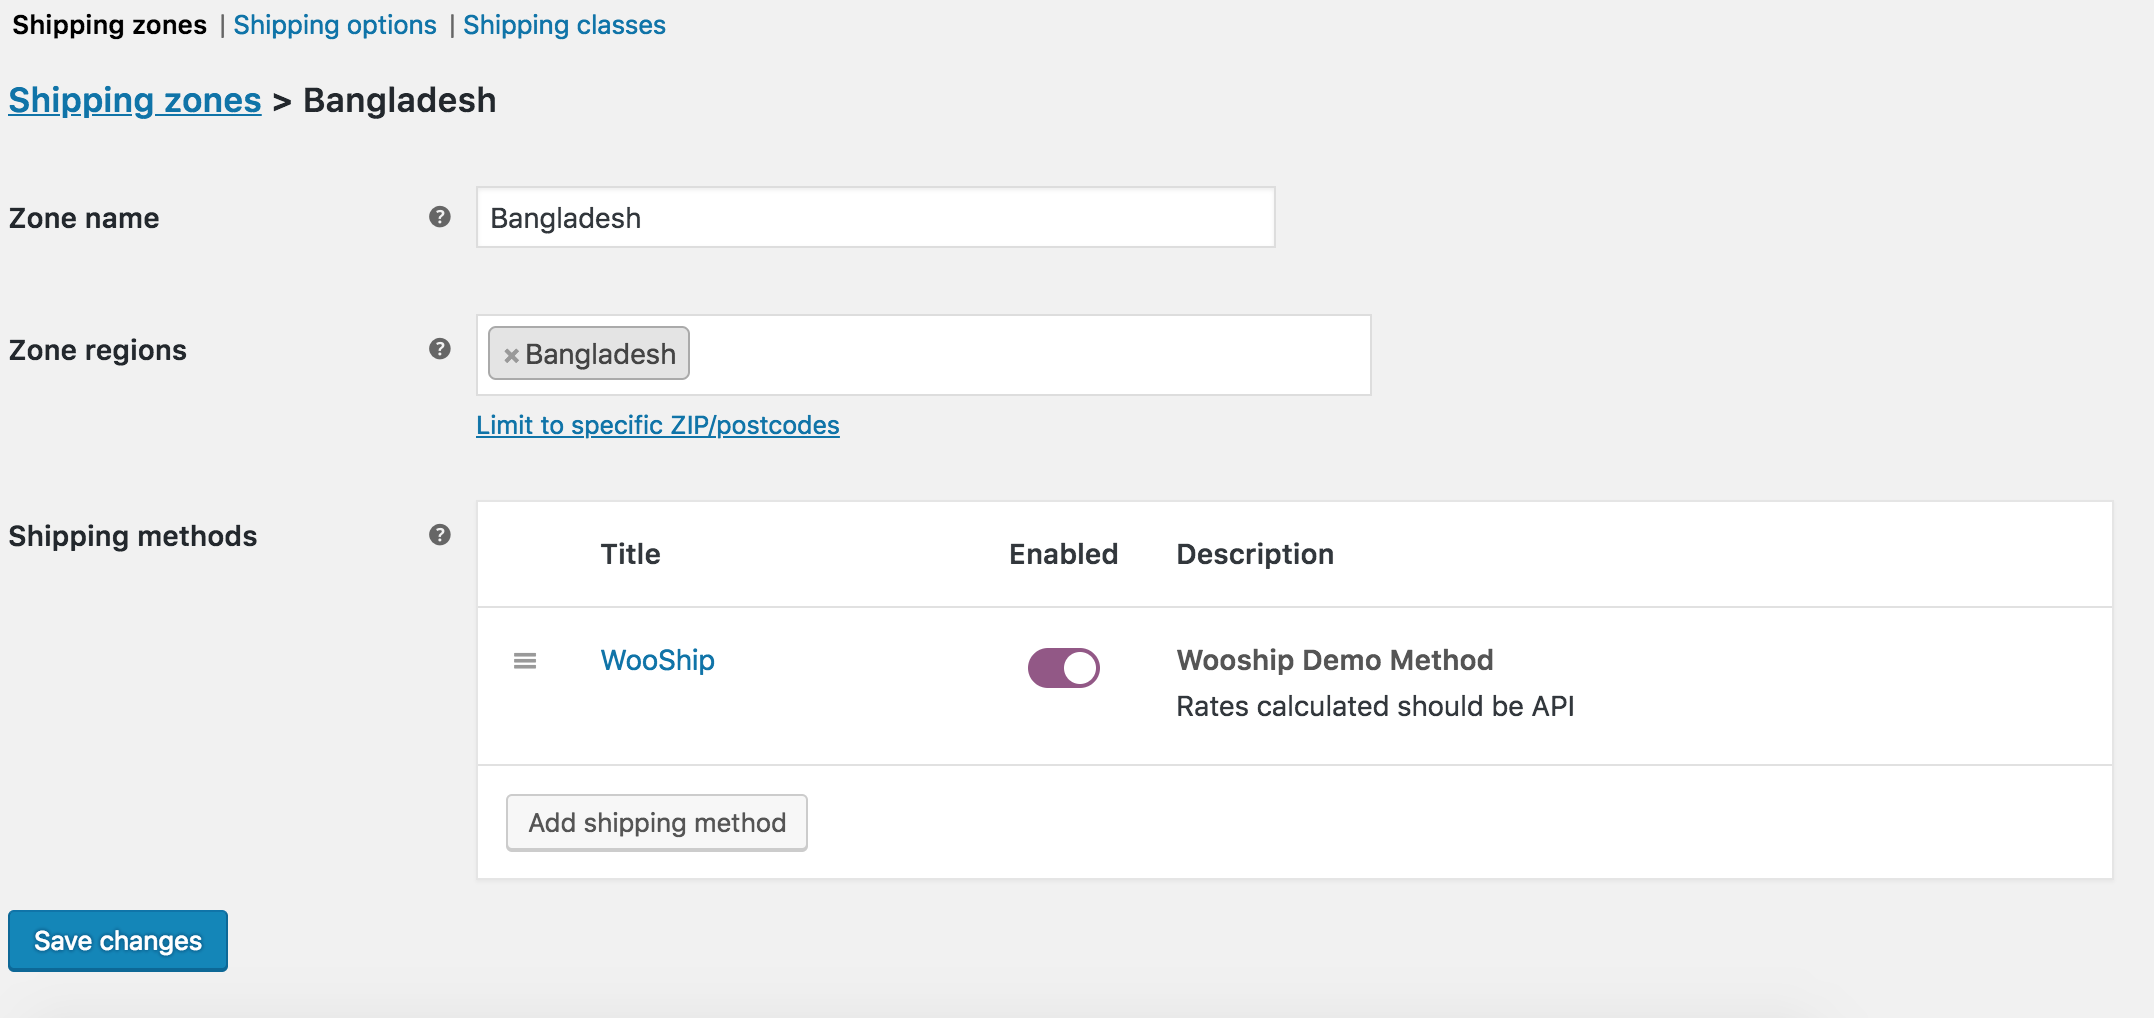 Shipping zones | Shipping options | Shipping classes
Shipping zones > Bangladesh
Zone name ? Bangladesh
Zone regions ? × Bangladesh
Limit to specific ZIP/postcodes
Shipping methods ? Title Enabled Description
WooShip Wooship Demo Method
Rates calculated should be API
Add shipping method
Save changes